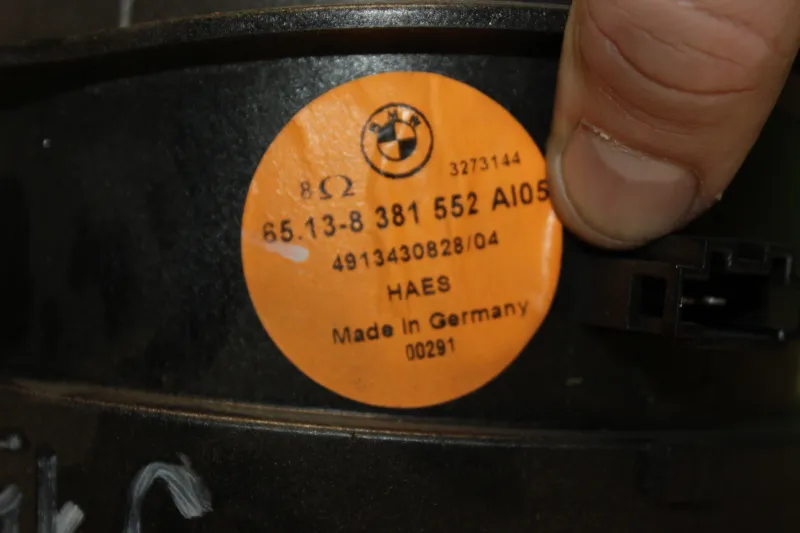 BMW
3273144
8Ω
65.13-8 381 552 AI05
4913430828/04
HAES
Made in Germany
00291